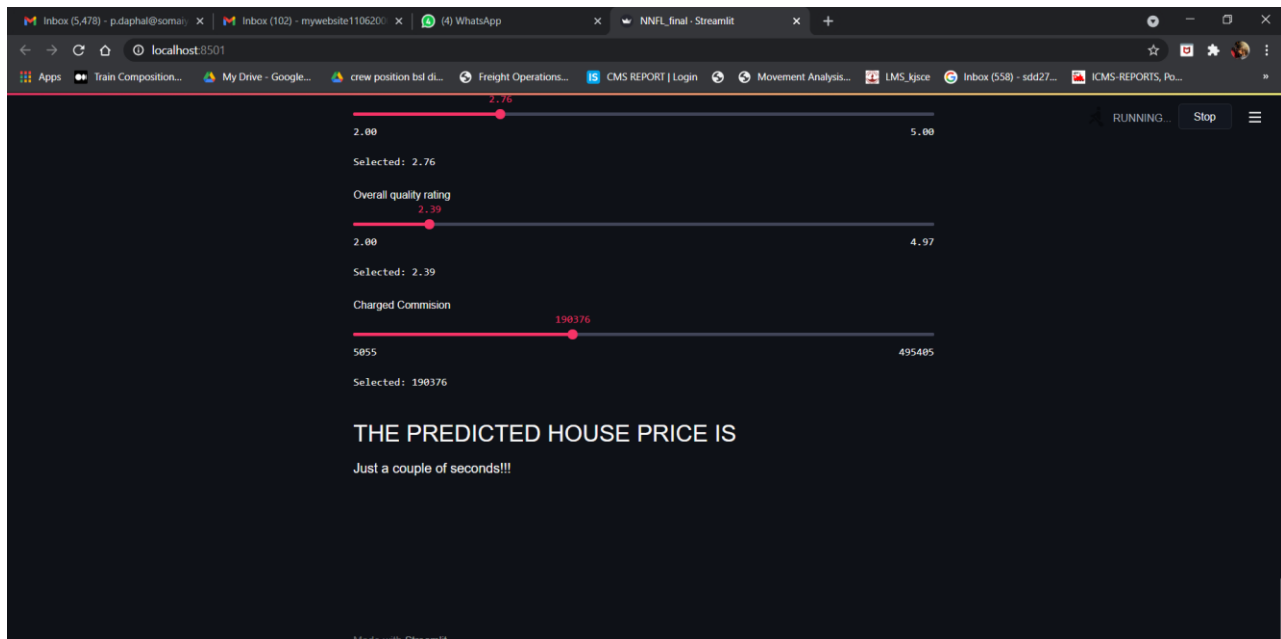 Inbox (5,478) - p.daphal@somaiy
Inbox (102) - mywebsite1106200
(4) WhatsApp
NNFL_final · Streamlit
localhost:8501
Apps
Train Composition...
My Drive - Google...
crew position bsl di...
Freight Operations...
CMS REPORT | Login
Movement Analysis...
LMS_kjsce
Inbox (558) - sdd27...
ICMS-REPORTS, Po...
»
2.76
RUNNING...
Stop
2.00
5.00
Selected: 2.76
Overall quality rating
2.39
2.00
4.97
Selected: 2.39
Charged Commision
190376
5055
495405
Selected: 190376
THE PREDICTED HOUSE PRICE IS
Just a couple of seconds!!!
Made with Streamlit